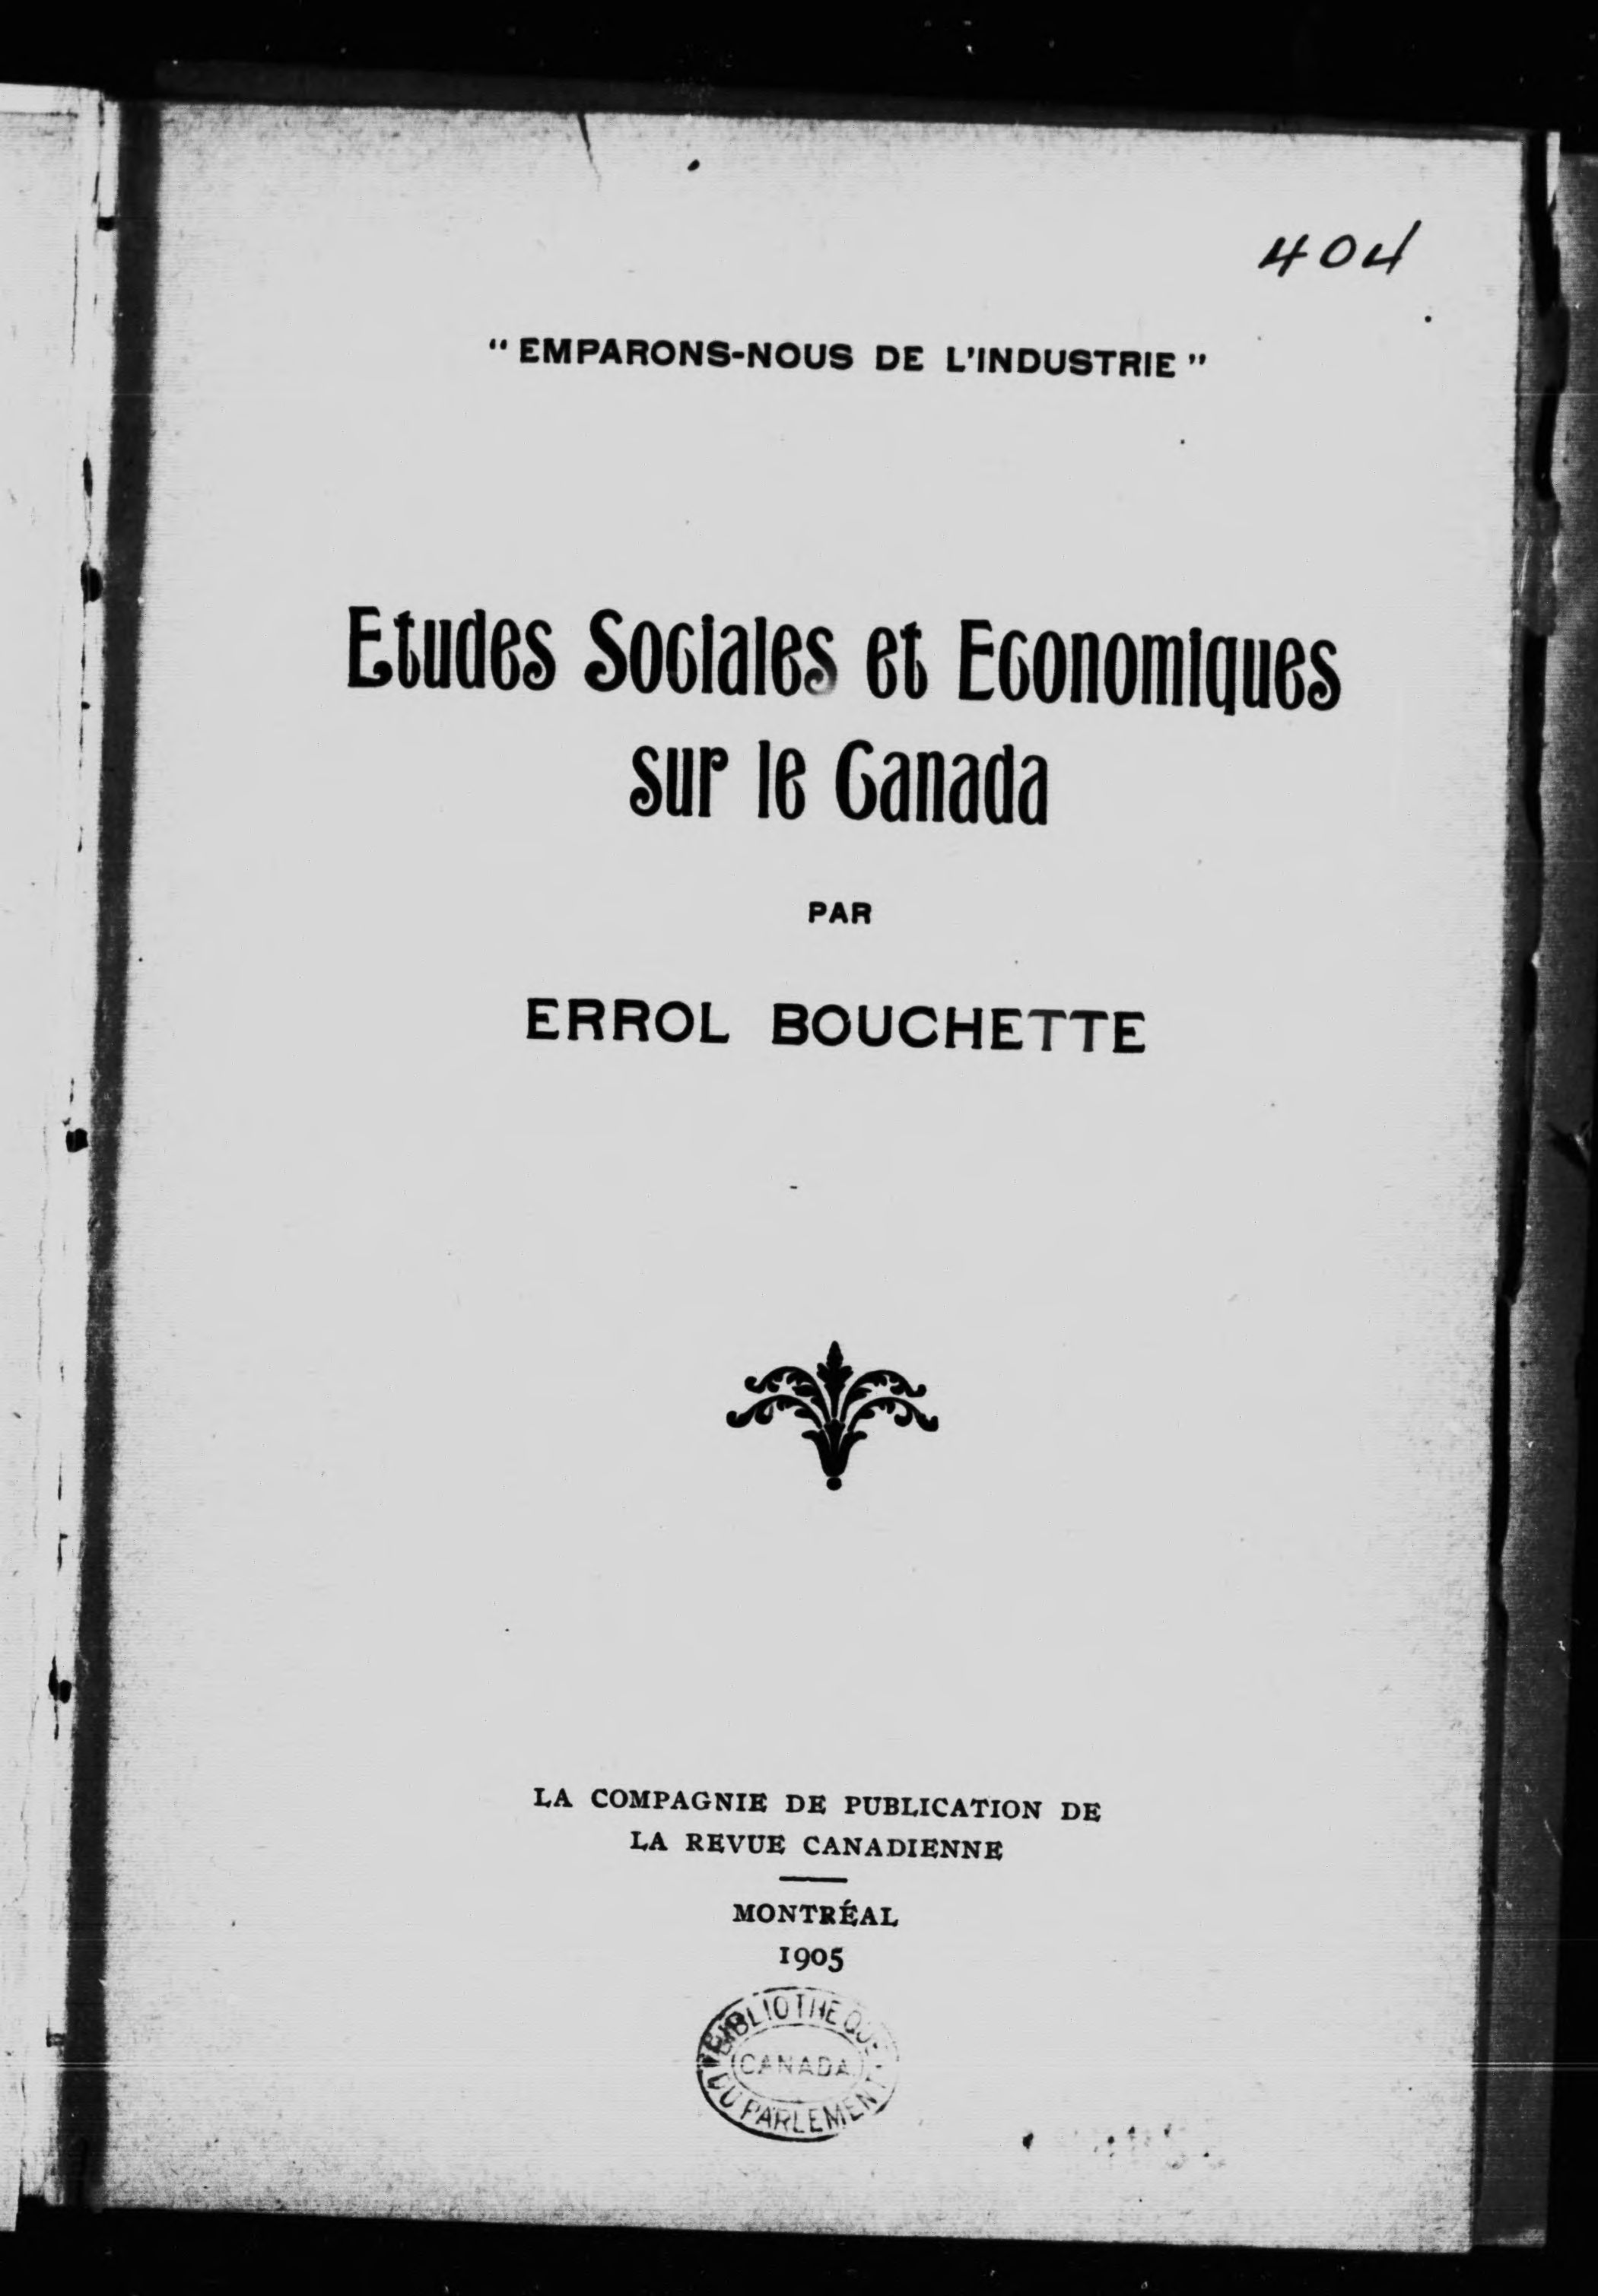 404
" EMPARONS-NOUS DE L'INDUSTRIE "
Etudes Sociales et Economiques
sur le Canada
PAR
ERROL BOUCHETTE
LA COMPAGNIE DE PUBLICATION DE
LA REVUE CANADIENNE
MONTRÉAL
1905
BIBLIOTHEQUE
CANADA
DU PARLEMENT